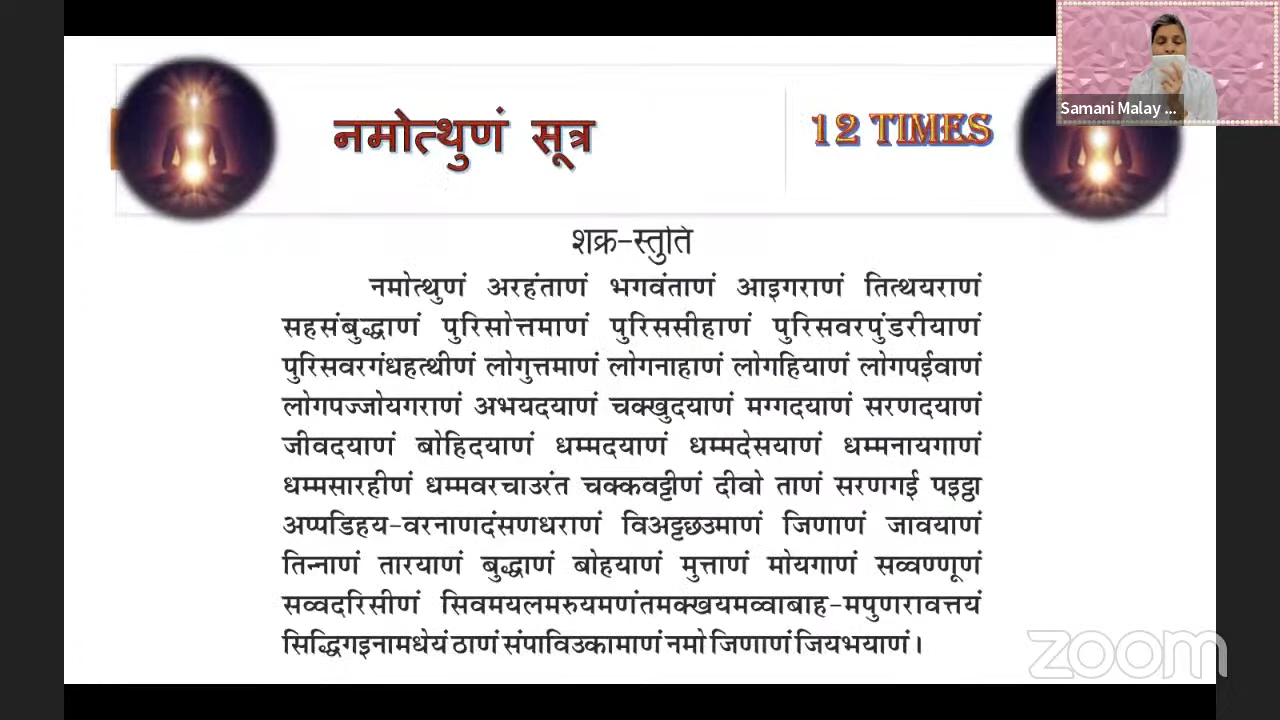 नमोत्थुणं सूत्र
12 TIMES
Samani Malay ...
शक्र-स्तुति
नमोत्थुणं अरहंताणं भगवंताणं आइगराणं तित्थयराणं
सहसंबुद्धाणं पुरिसोत्तमाणं पुरिससीहाणं पुरिसवरपुंडरीयाणं
पुरिसवरगंधहत्थीणं लोगुत्तमाणं लोगनाहाणं लोगहियाणं लोगपईवाणं
लोगपज्जोयगराणं अभयदयाणं चक्खुदयाणं मग्गदयाणं सरणदयाणं
जीवदयाणं बोहिदयाणं धम्मदयाणं धम्मदेसयाणं धम्मनायगाणं
धम्मसारहीणं धम्मवरचाउरंत चक्कवट्टीणं दीवो ताणं सरणगई पइट्ठा
अप्पडिहय-वरनाणदंसणधराणं विअट्टछउमाणं जिणाणं जावयाणं
तिन्नाणं तारयाणं बुद्धाणं बोहयाणं मुत्ताणं मोयगाणं सव्वण्णूणं
सव्वदरिसीणं सिवमयलमरुयमणंतमक्खयमव्वाबाह-मपुणरावत्तयं
सिद्धिगइनामधेयं ठाणं संपाविउकामाणं नमो जिणाणं जियभयाणं।
zoom